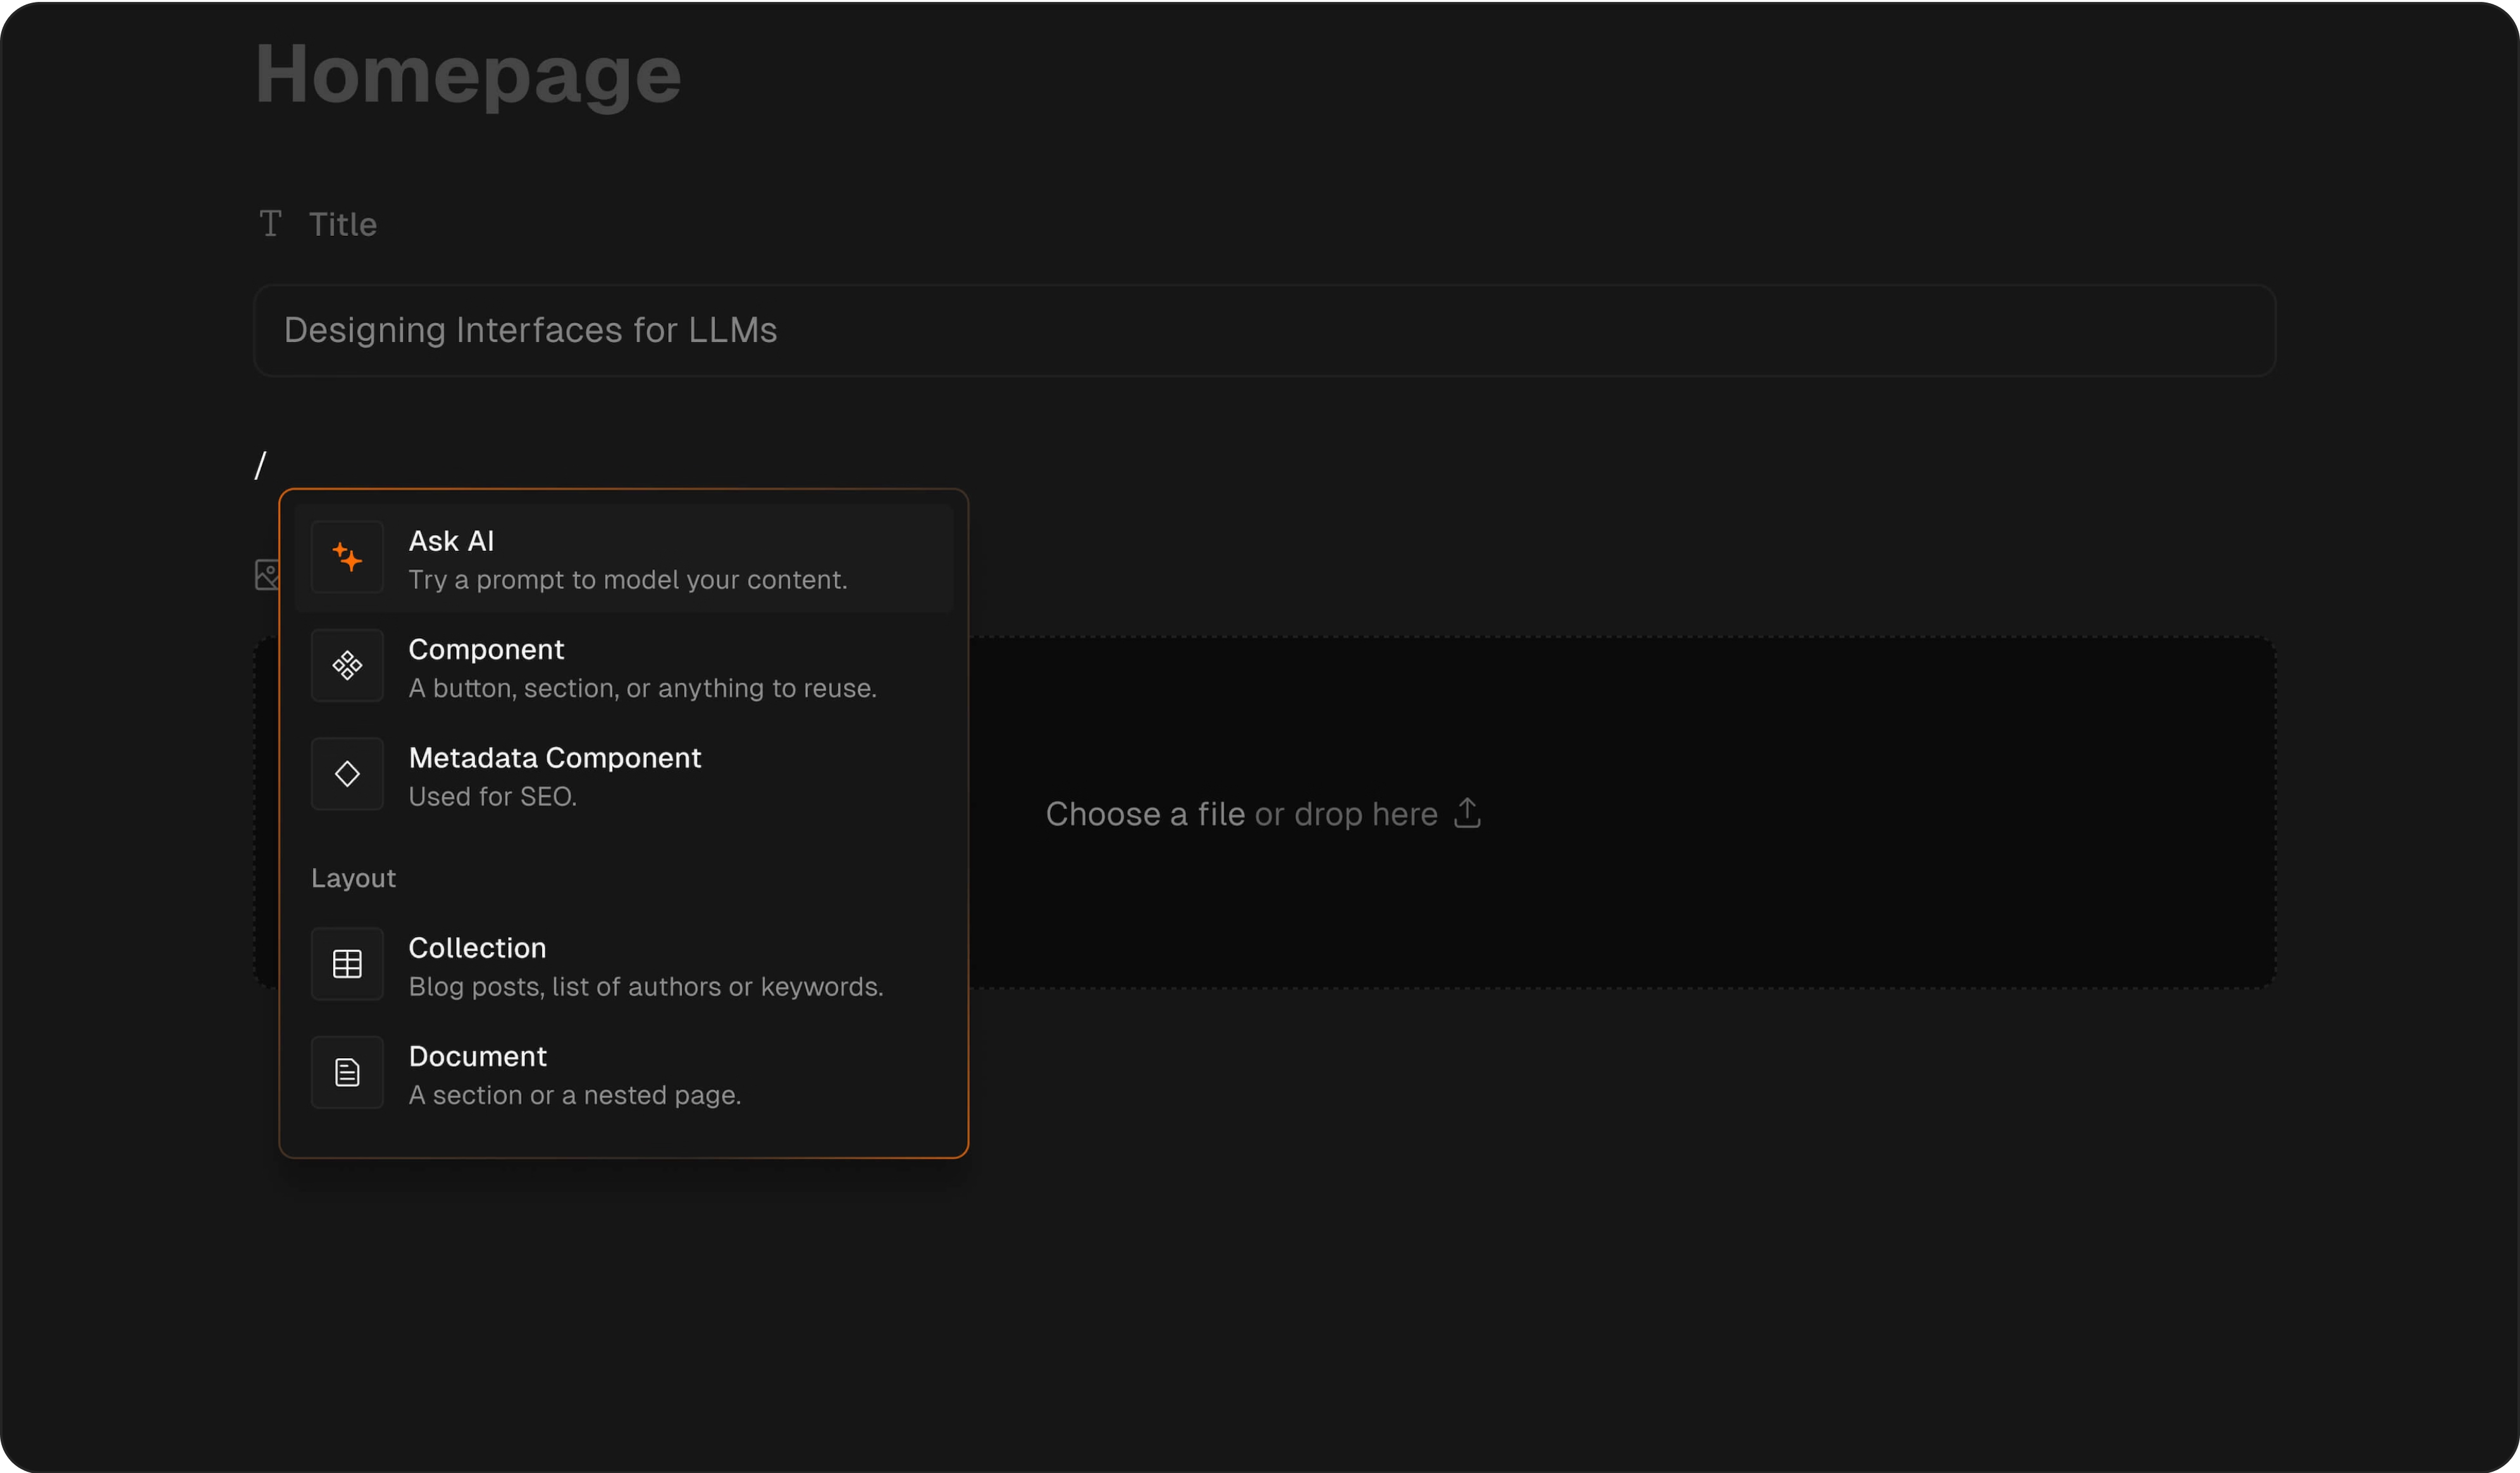 Homepage
Title
Designing Interfaces for LLMs
/
Ask AI
Try a prompt to model your content.
Component
A button, section, or anything to reuse.
Metadata Component
Used for SEO.
Layout
Collection
Blog posts, list of authors or keywords.
Document
A section or a nested page.
Choose a file or drop here